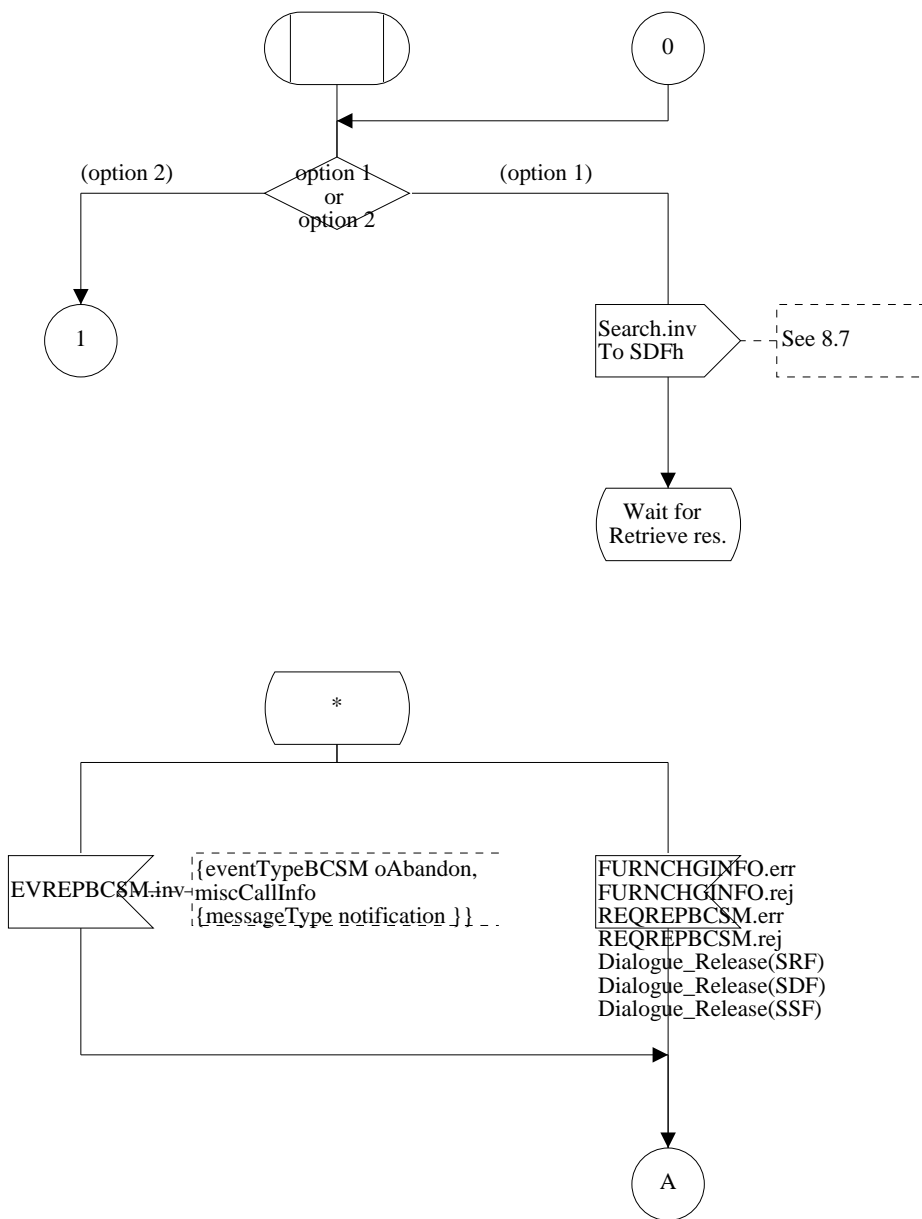 0
(option 2)
option 1
or
option 2
(option 1)
1
Search.inv
To SDFh
See 8.7
Wait for
Retrieve res.
*
EVREPBCSM.inv
{eventTypeBCSM oAbandon,
miscCallInfo
{messageType notification }}
FURNCHGINFO.err
FURNCHGINFO.rej
REQREPBCSM.err
REQREPBCSM.rej
Dialogue_Release(SRF)
Dialogue_Release(SDF)
Dialogue_Release(SSF)
A